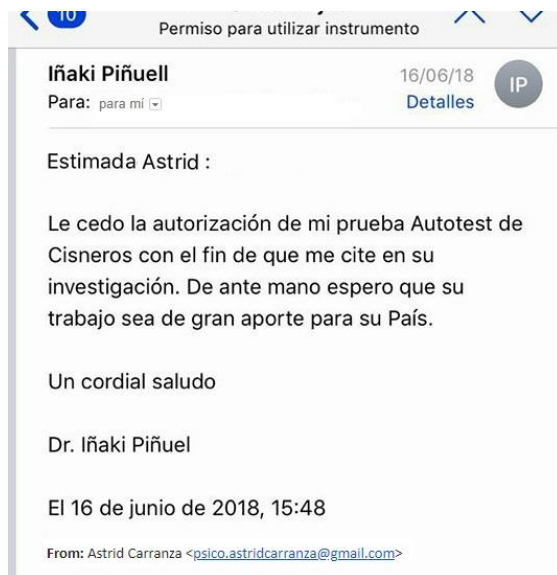 10
Permiso para utilizar instrumento
Iñaki Piñuell
16/06/18
IP
Para: para mí
Detalles
Estimada Astrid :
Le cedo la autorización de mi prueba Autotest de
Cisneros con el fin de que me cite en su
investigación. De ante mano espero que su
trabajo sea de gran aporte para su País.
Un cordial saludo
Dr. Iñaki Piñuel
El 16 de junio de 2018, 15:48
From: Astrid Carranza <psico.astridcarranza@gmail.com>